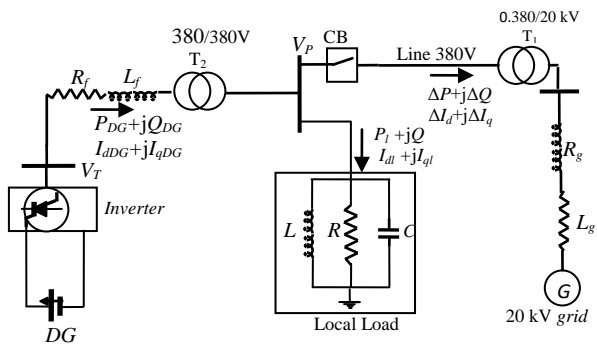 0.380/20 kV
T₁
380/380V
T₂
V_P
CB
Line 380V
R_f
L_f
ΔP+jΔQ
ΔI_d+jΔI_q
P_DG+jQ_DG
I_dDG+jI_qDG
P_l +jQ
I_dl +jI_ql
R_g
V_T
Inverter
L
R
C
L_g
G
20 kV grid
DG
Local Load